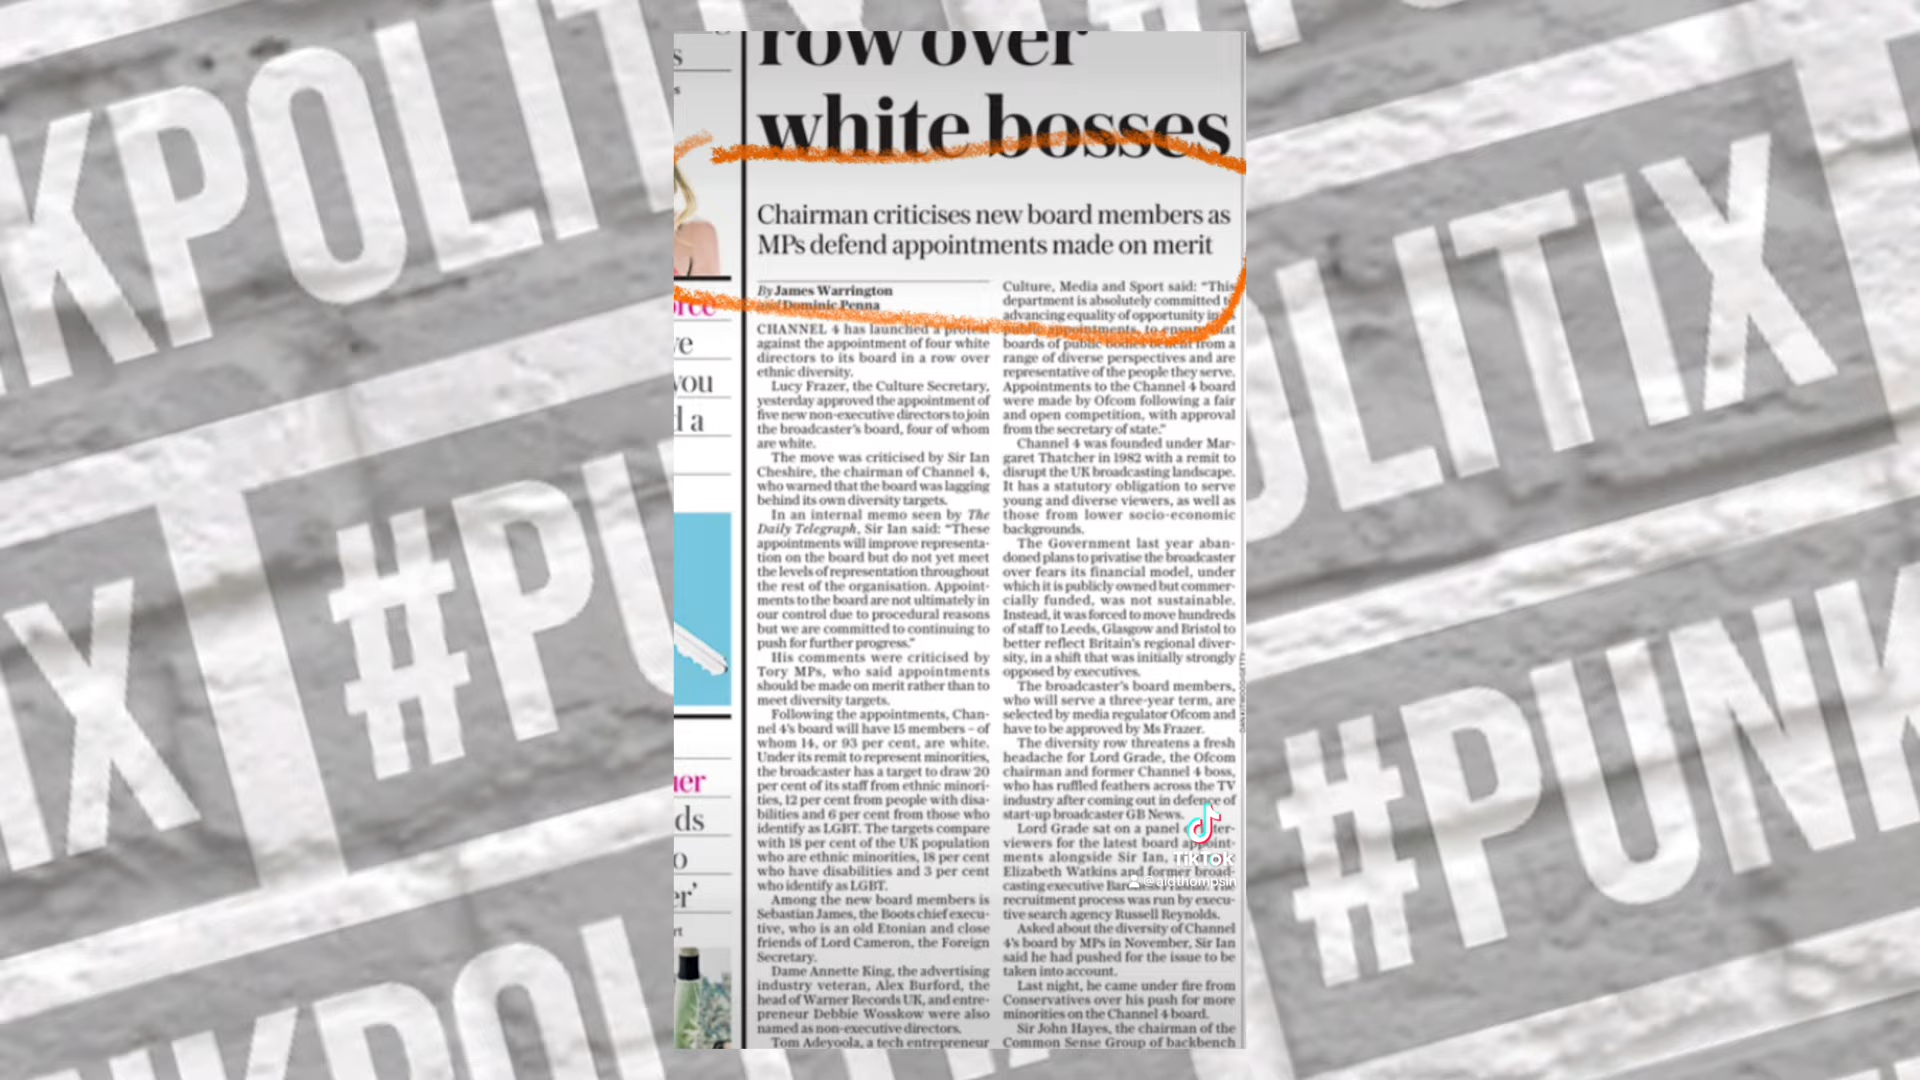 row over
white bosses
Chairman criticises new board members as
MPs defend appointments made on merit
By James Warrington
and Dominic Penna
CHANNEL 4 has launched a protest
against the appointment of four white
directors to its board in a row over
ethnic diversity.
Lucy Frazer, the Culture Secretary,
yesterday approved the appointment of
five new non-executive directors to join
the broadcaster's board, four of whom
are white.
The move was criticised by Sir Ian
Cheshire, the chairman of Channel 4,
who warned that the board was lagging
behind its own diversity targets.
In an internal memo seen by The
Daily Telegraph, Sir Ian said: "These
appointments will improve representa-
tion on the board but do not yet meet
the levels of representation throughout
the rest of the organisation. Appoint-
ments to the board are not ultimately in
our control due to procedural reasons
but we are committed to continuing to
push for further progress."
His comments were criticised by
Tory MPs, who said appointments
should be made on merit rather than to
meet diversity targets.
Following the appointments, Chan-
nel 4's board will have 15 members – of
whom 14, or 93 per cent, are white.
Under its remit to represent minorities,
the broadcaster has a target to draw 20
per cent of its staff from ethnic minori-
ties, 12 per cent from people with disa-
bilities and 6 per cent from those who
identify as LGBT. The targets compare
with 18 per cent of the UK population
who are ethnic minorities, 18 per cent
who have disabilities and 3 per cent
who identify as LGBT.
Among the new board members is
Sebastian James, the Boots chief execu-
tive, who is an old Etonian and close
friends of Lord Cameron, the Foreign
Secretary.
Dame Annette King, the advertising
industry veteran, Alex Burford, the
head of Warner Records UK, and entre-
preneur Debbie Wosskow were also
named as non-executive directors.
Tom Adeyoola, a tech entrepreneur
Culture, Media and Sport said: "This
department is absolutely committed to
advancing equality of opportunity in
public appointments, to ensure that
boards of public bodies benefit from a
range of diverse perspectives and are
representative of the people they serve.
Appointments to the Channel 4 board
were made by Ofcom following a fair
and open competition, with approval
from the secretary of state."
Channel 4 was founded under Mar-
garet Thatcher in 1982 with a remit to
disrupt the UK broadcasting landscape.
It has a statutory obligation to serve
young and diverse viewers, as well as
those from lower socio-economic
backgrounds.
The Government last year aban-
doned plans to privatise the broadcaster
over fears its financial model, under
which it is publicly owned but commer-
cially funded, was not sustainable.
Instead, it was forced to move hundreds
of staff to Leeds, Glasgow and Bristol to
better reflect Britain's regional diver-
sity, in a shift that was initially strongly
opposed by executives.
The broadcaster's board members,
who will serve a three-year term, are
selected by media regulator Ofcom and
have to be approved by Ms Frazer.
The diversity row threatens a fresh
headache for Lord Grade, the Ofcom
chairman and former Channel 4 boss,
who has ruffled feathers across the TV
industry after coming out in defence of
start-up broadcaster GB News.
Lord Grade sat on a panel
viewers for the latest board appoint-
ments alongside Sir Ian,
Elizabeth Watkins and former broad-
casting executive
recruitment process was run by execu-
tive search agency Russell Reynolds.
Asked about the diversity of Channel
4's board by MPs in November, Sir Ian
said he had pushed for the issue to be
taken into account.
Last night, he came under fire from
Conservatives over his push for more
minorities on the Channel 4 board.
Sir John Hayes, the chairman of the
Common Sense Group of backbench
TikTok
@aidthompsin
you
d a
ds
#PUNK
#PU
KPOLIT
POLITIX
LITIX